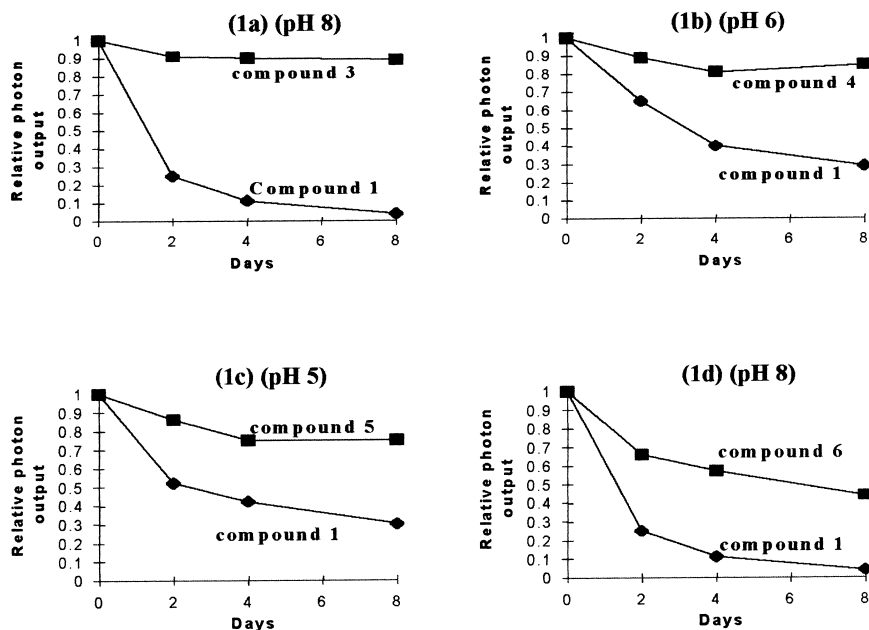 (1a) (pH 8)
Relative photon
output
1
0.9
0.8
0.7
0.6
0.5
0.4
0.3
0.2
0.1
0
compound 3
Compound 1
0 2 4 6 8
Days
(1b) (pH 6)
Relative photon
output
1
0.9
0.8
0.7
0.6
0.5
0.4
0.3
0.2
0.1
0
compound 4
compound 1
0 2 4 6 8
Days
(1c) (pH 5)
Relative photon
output
1
0.9
0.8
0.7
0.6
0.5
0.4
0.3
0.2
0.1
0
compound 5
compound 1
0 2 4 6 8
Days
(1d) (pH 8)
Relative photon
output
1
0.9
0.8
0.7
0.6
0.5
0.4
0.3
0.2
0.1
0
compound 6
compound 1
0 2 4 6 8
Days